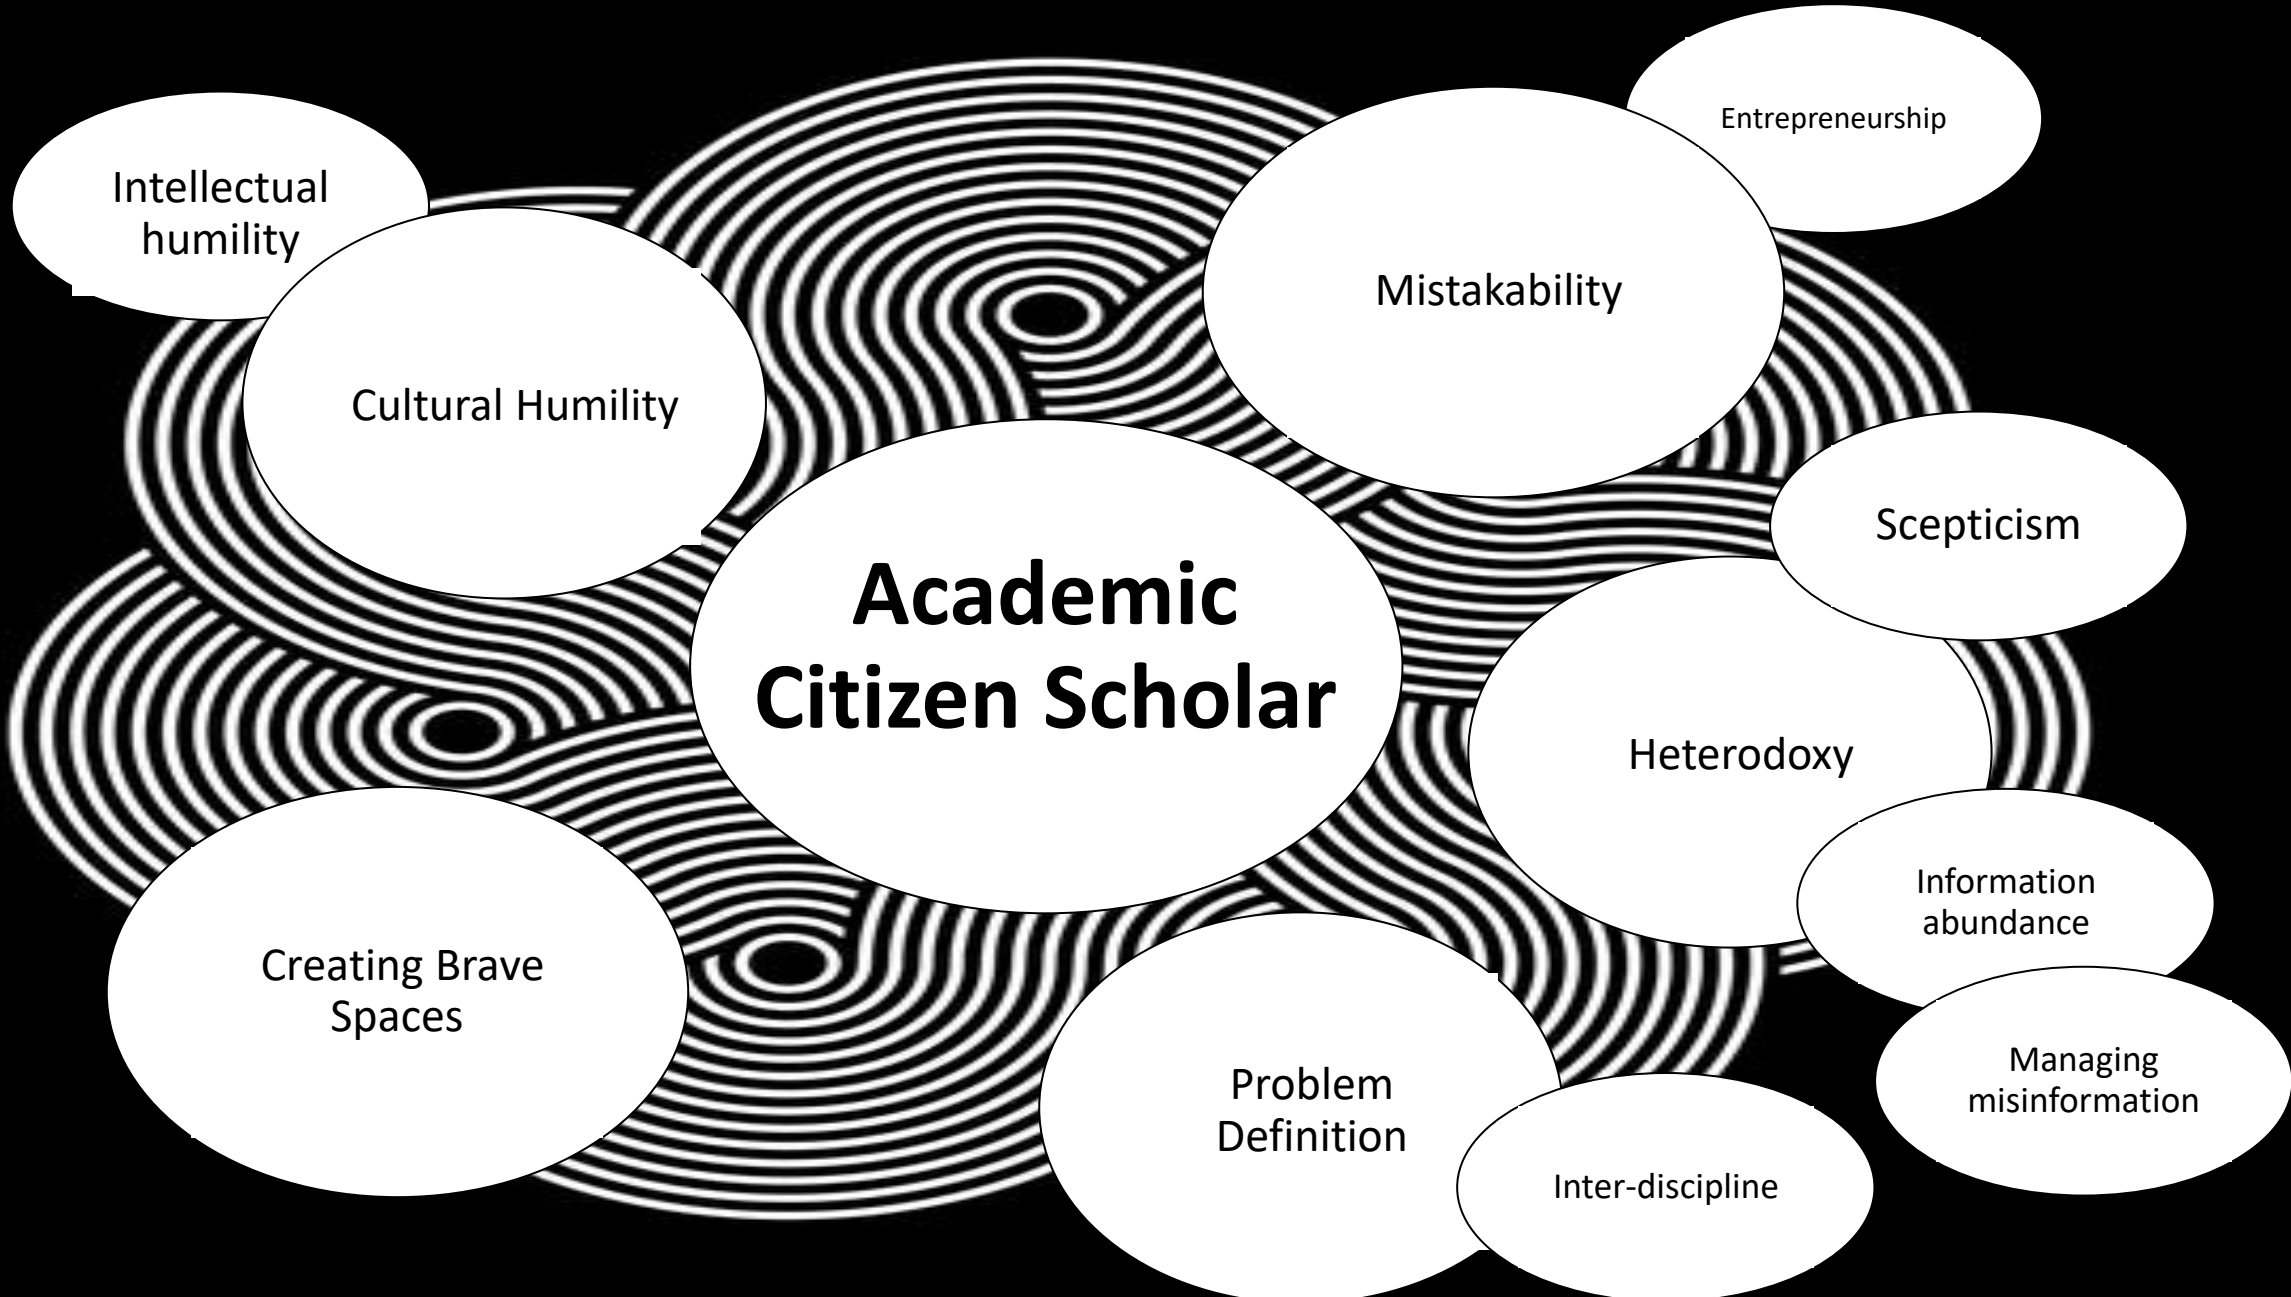 Entrepreneurship
Intellectual
humility
Mistakability
Cultural Humility
Scepticism
Academic
Citizen Scholar
Heterodoxy
Information
abundance
Creating Brave
Spaces
Managing
misinformation
Problem
Definition
Inter-discipline